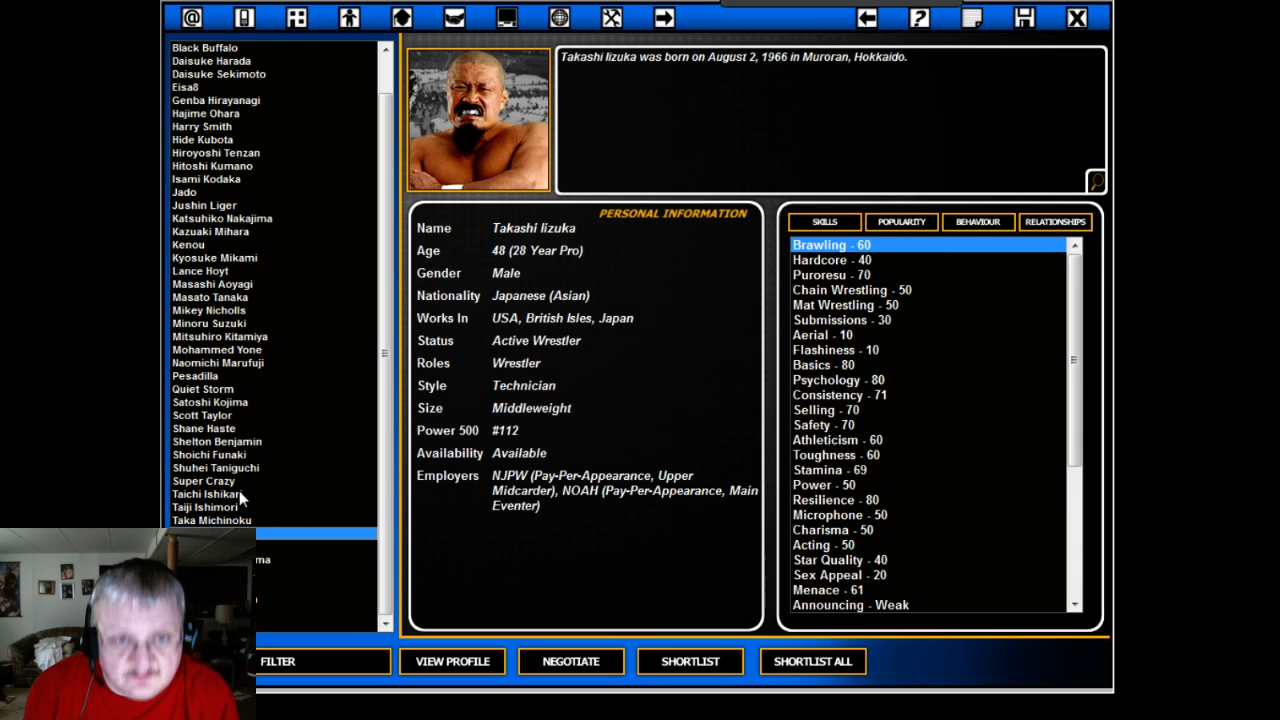 @
?
X
Black Buffalo
Daisuke Harada
Daisuke Sekimoto
Eisa8
Genba Hirayanagi
Hajime Ohara
Harry Smith
Hide Kubota
Hiroyoshi Tenzan
Hitoshi Kumano
Isami Kodaka
Jado
Jushin Liger
Katsuhiko Nakajima
Kazuaki Mihara
Kenou
Kyosuke Mikami
Lance Hoyt
Masashi Aoyagi
Masato Tanaka
Mikey Nicholls
Minoru Suzuki
Mitsuhiro Kitamiya
Mohammed Yone
Naomichi Marufuji
Pesadilla
Quiet Storm
Satoshi Kojima
Scott Taylor
Shane Haste
Shelton Benjamin
Shoichi Funaki
Shuhei Taniguchi
Super Crazy
Taichi Ishikari
Taiji Ishimori
Taka Michinoku
ma
FILTER
Takashi Iizuka was born on August 2, 1966 in Muroran, Hokkaido.
PERSONAL INFORMATION
Name Takashi Iizuka
Age 48 (28 Year Pro)
Gender Male
Nationality Japanese (Asian)
Works In USA, British Isles, Japan
Status Active Wrestler
Roles Wrestler
Style Technician
Size Middleweight
Power 500 #112
Availability Available
Employers NJPW (Pay-Per-Appearance, Upper
Midcarder), NOAH (Pay-Per-Appearance, Main
Eventer)
SKILLS POPULARITY BEHAVIOUR RELATIONSHIPS
Brawling - 60
Hardcore - 40
Puroresu - 70
Chain Wrestling - 50
Mat Wrestling - 50
Submissions - 30
Aerial - 10
Flashiness - 10
Basics - 80
Psychology - 80
Consistency - 71
Selling - 70
Safety - 70
Athleticism - 60
Toughness - 60
Stamina - 69
Power - 50
Resilience - 80
Microphone - 50
Charisma - 50
Acting - 50
Star Quality - 40
Sex Appeal - 20
Menace - 61
Announcing - Weak
VIEW PROFILE NEGOTIATE SHORTLIST SHORTLIST ALL